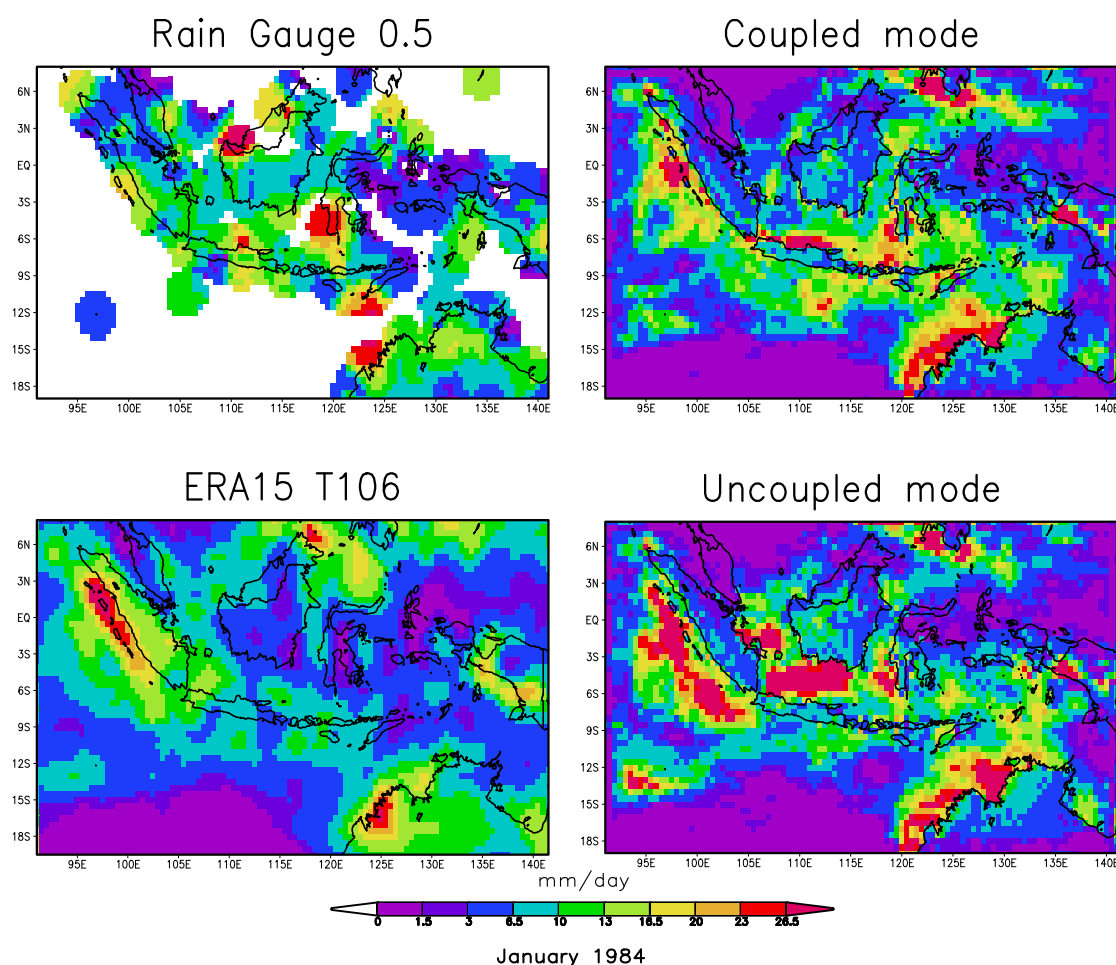 Rain Gauge 0.5
Coupled mode
6N
3N
EQ
3S
6S
9S
12S
15S
18S
95E 100E 105E 110E 115E 120E 125E 130E 135E 140E
6N
3N
EQ
3S
6S
9S
12S
15S
18S
95E 100E 105E 110E 115E 120E 125E 130E 135E 140E
ERA15 T106
Uncoupled mode
6N
3N
EQ
3S
6S
9S
12S
15S
18S
95E 100E 105E 110E 115E 120E 125E 130E 135E 140E
6N
3N
EQ
3S
6S
9S
12S
15S
18S
95E 100E 105E 110E 115E 120E 125E 130E 135E 140E
mm/day
0 1.5 3 6.5 10 13 16.5 20 23 26.5
January 1984